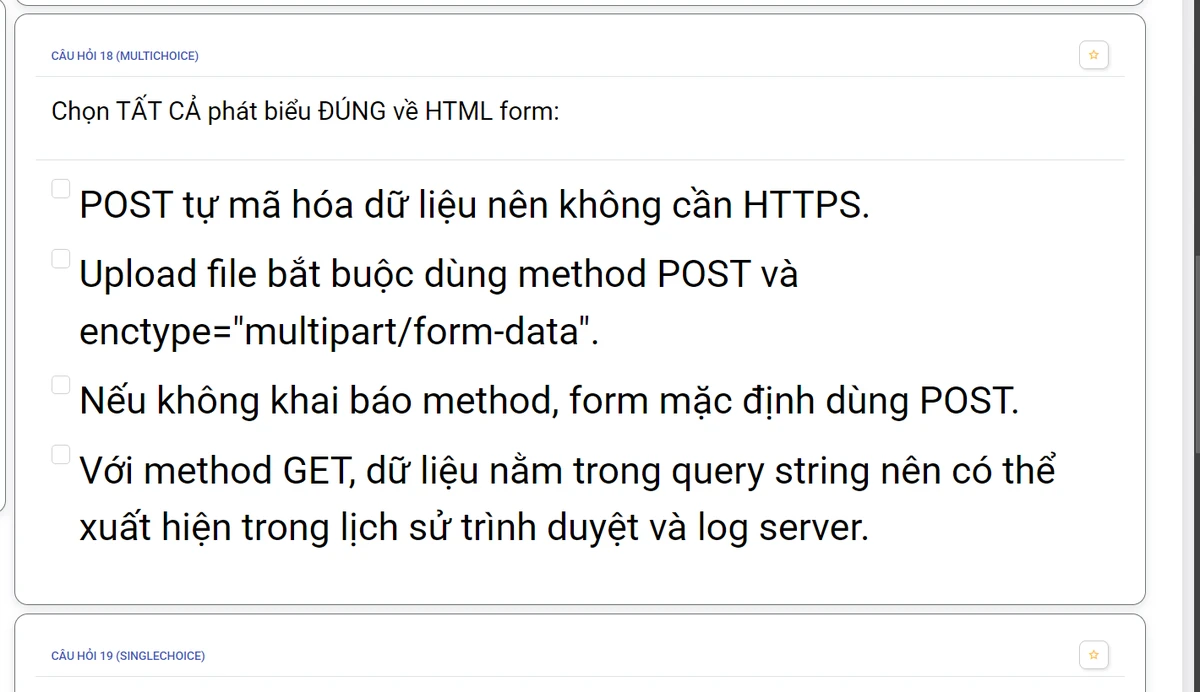 CÂU HỎI 18 (MULTICHOICE)
Chọn TẤT CẢ phát biểu ĐÚNG về HTML form:
POST tự mã hóa dữ liệu nên không cần HTTPS.
Upload file bắt buộc dùng method POST và
enctype="multipart/form-data".
Nếu không khai báo method, form mặc định dùng POST.
Với method GET, dữ liệu nằm trong query string nên có thể
xuất hiện trong lịch sử trình duyệt và log server.
CÂU HỎI 19 (SINGLECHOICE)